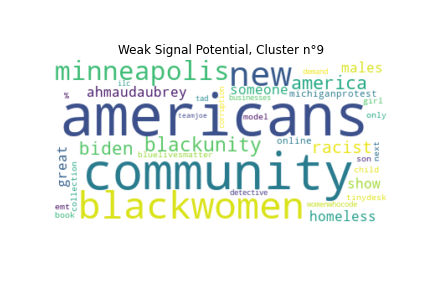 Weak Signal Potential, Cluster n°9
minneapolis new someone america males
ilc demand
% ahmaudaubrey tad businesses michiganprotest girl
americans teamjoe model only
great biden blackunity online racist next
bluelivesmatter son
collection community child show
emt book blackwomen detective homeless tinydesk
womenwhocode